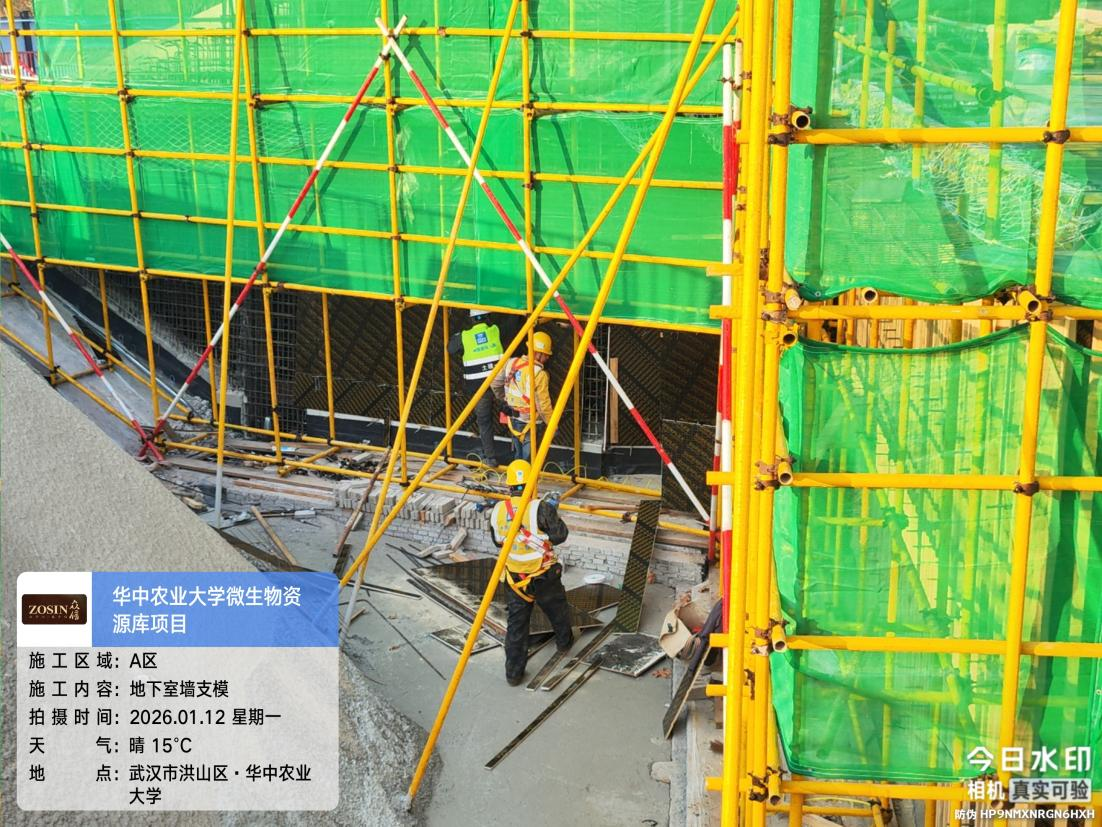 ZOSIN 众信
华中农业大学微生物资
源库项目
施工区域：A区
施工内容：地下室墙支模
拍摄时间：2026.01.12 星期一
天气：晴 15℃
地点：武汉市洪山区·华中农业
大学
今日水印
相机 真实可验
防伪 HP9NMXNRGN6HXH